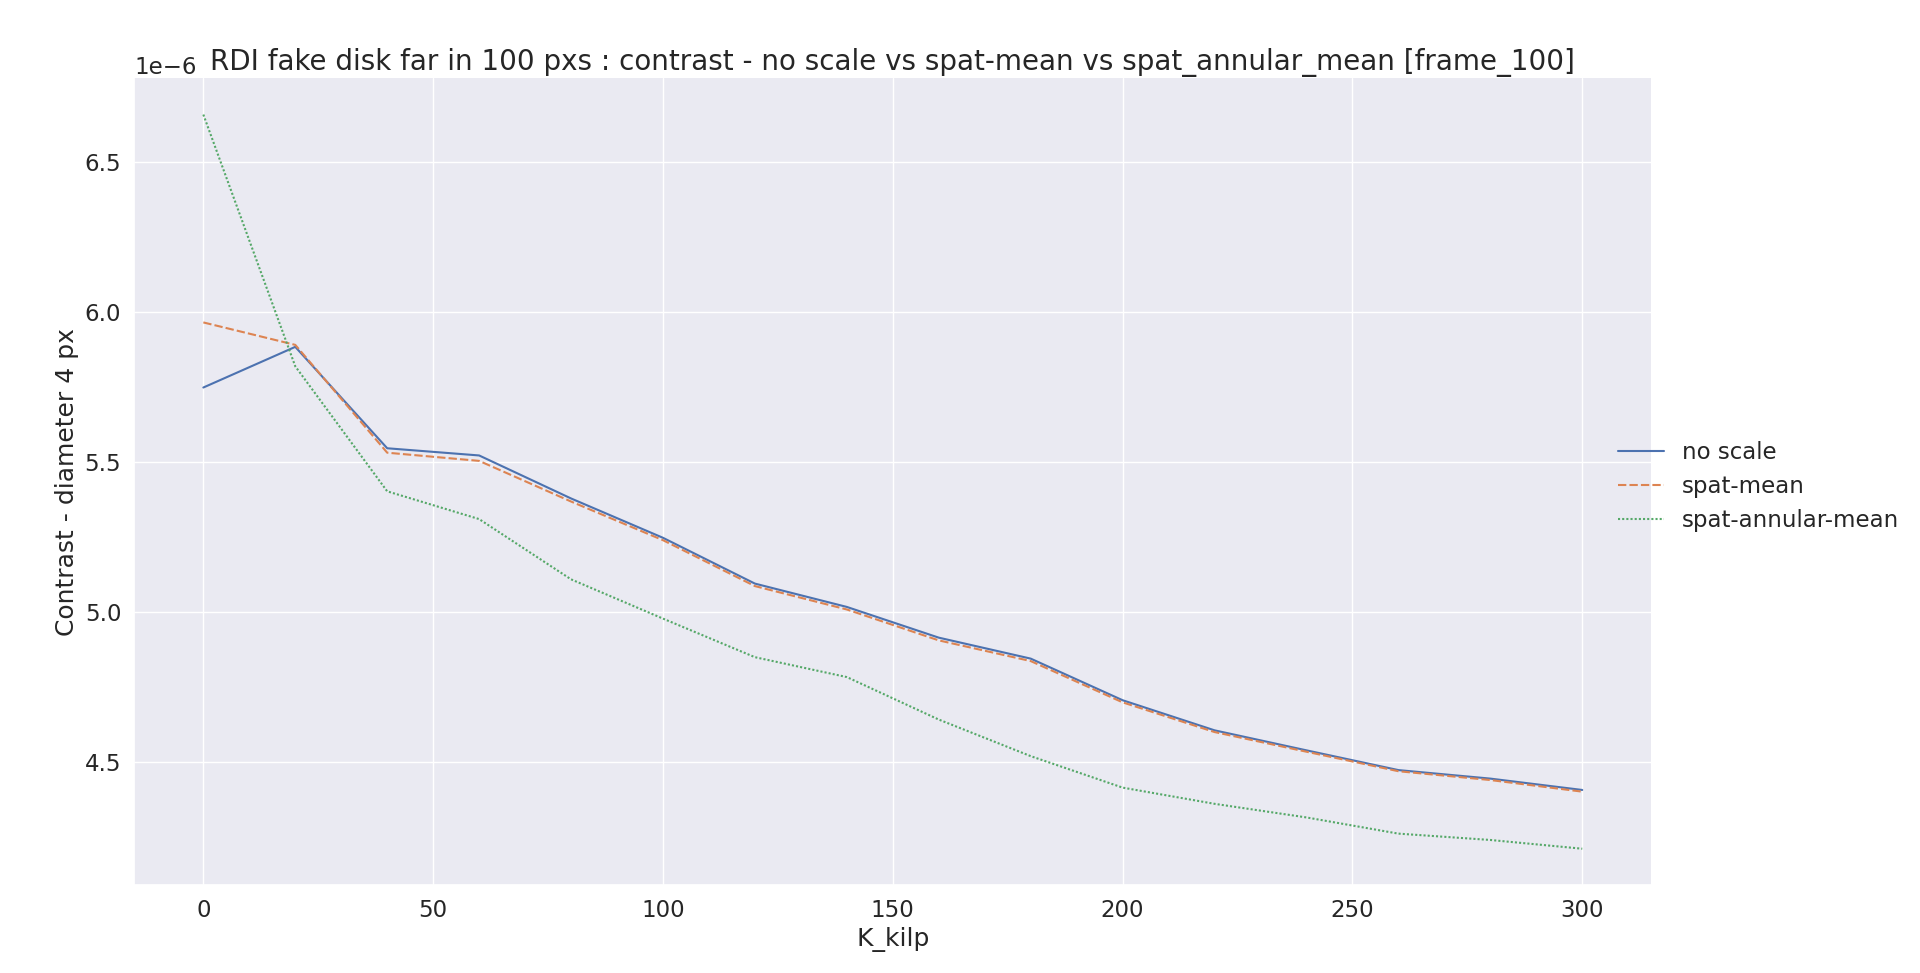 RDI fake disk far in 100 pxs : contrast - no scale vs spat-mean vs spat_annular_mean [frame_100]
1e−6
6.5
6.0
5.5
5.0
4.5
Contrast - diameter 4 px
0 50 100 150 200 250 300
K_kilp
no scale
spat-mean
spat-annular-mean